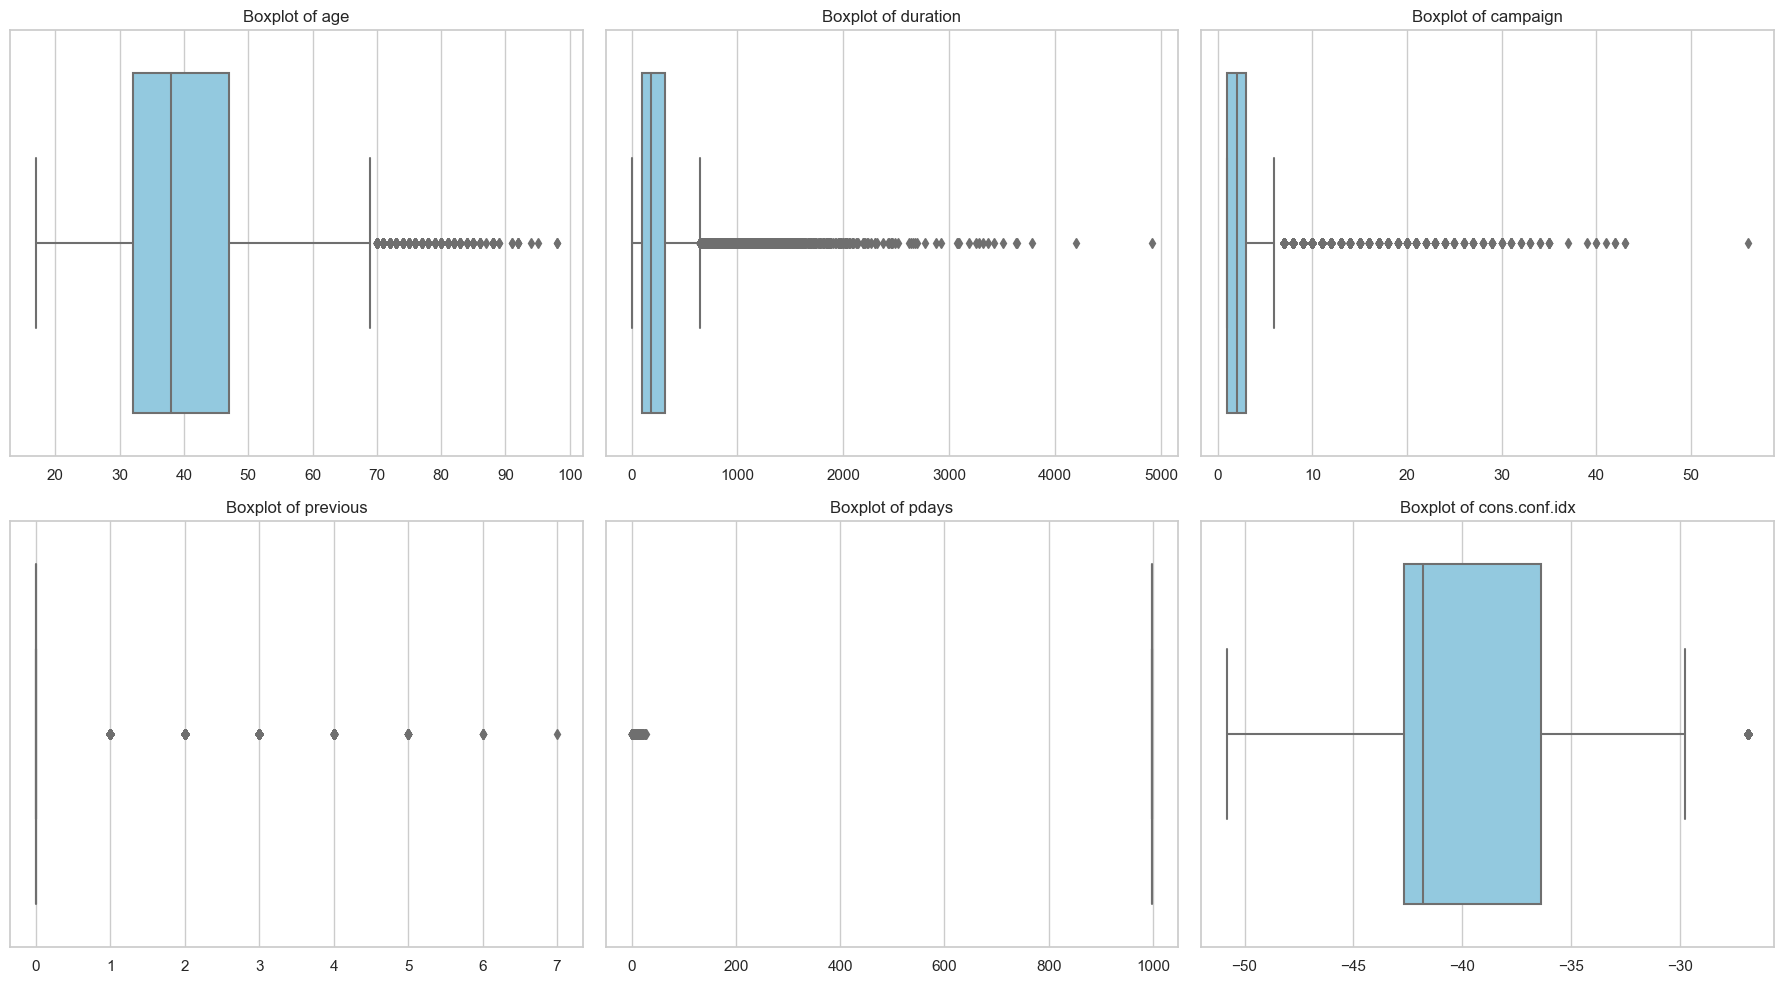 Boxplot of age
20 30 40 50 60 70 80 90 100
Boxplot of duration
0 1000 2000 3000 4000 5000
Boxplot of campaign
0 10 20 30 40 50
Boxplot of previous
0 1 2 3 4 5 6 7
Boxplot of pdays
0 200 400 600 800 1000
Boxplot of cons.conf.idx
−50 −45 −40 −35 −30